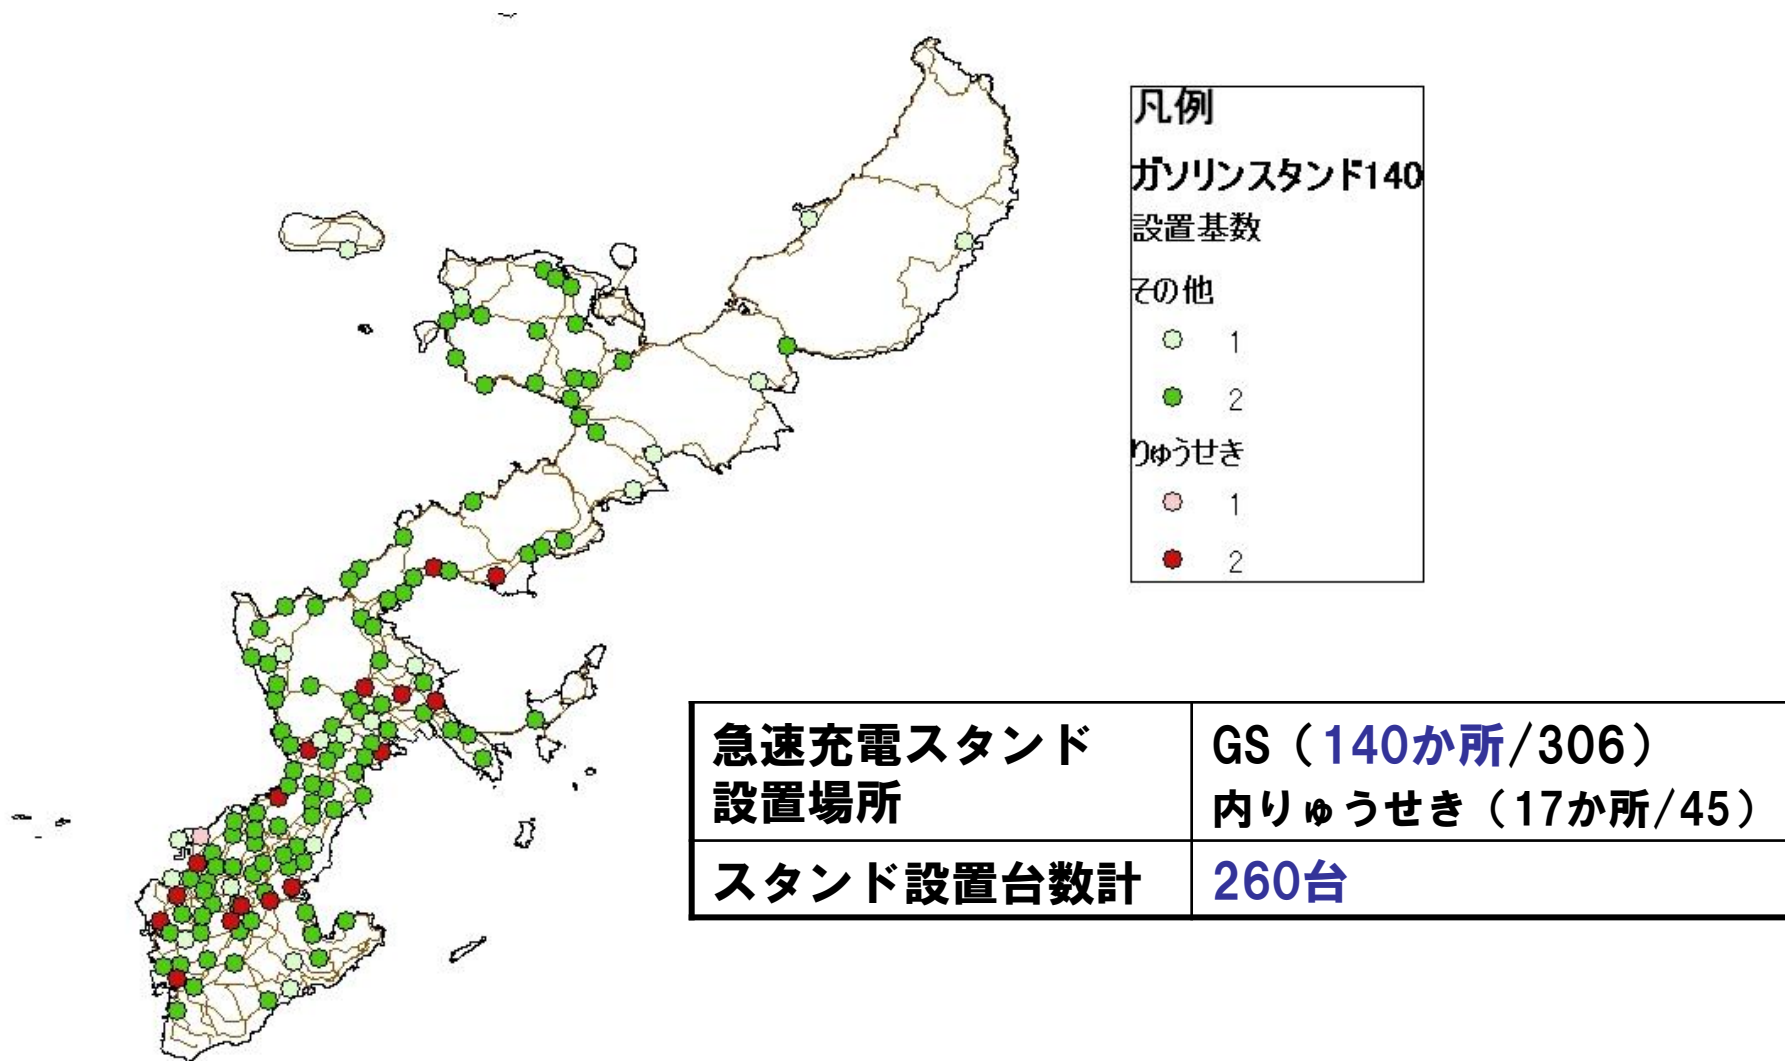 凡例
ガソリンスタンド140
設置基数
その他
1
2
りゅうせき
1
2
急速充電スタンド
設置場所
GS（140か所/306）
内りゅうせき（17か所/45）
スタンド設置台数計
260台